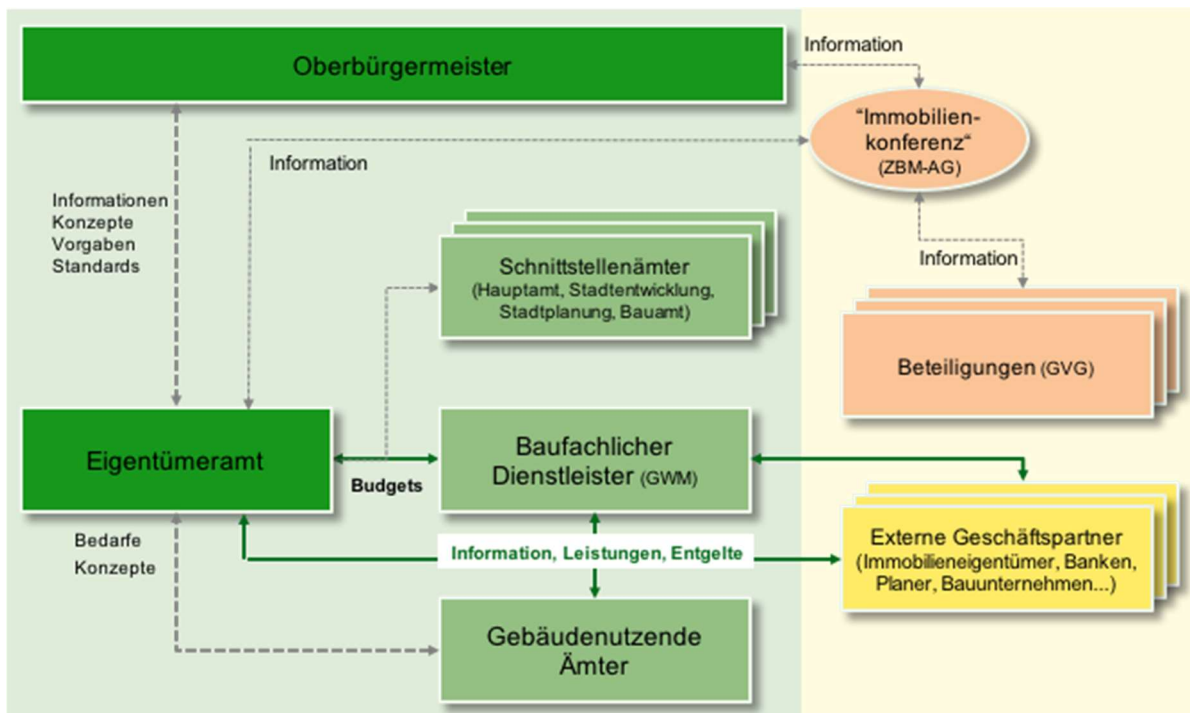 Oberbürgermeister
Information
“Immobilien-
konferenz“
(ZBM-AG)
Information
Informationen
Konzepte
Vorgaben
Standards
Schnittstellenämter
(Hauptamt, Stadtentwicklung,
Stadtplanung, Bauamt)
Information
Beteiligungen (GVG)
Eigentümeramt
Budgets
Baufachlicher
Dienstleister (GWM)
Bedarfe
Konzepte
Information, Leistungen, Entgelte
Externe Geschäftspartner
(Immobilieneigentümer, Banken,
Planer, Bauunternehmen...)
Gebäudenutzende
Ämter